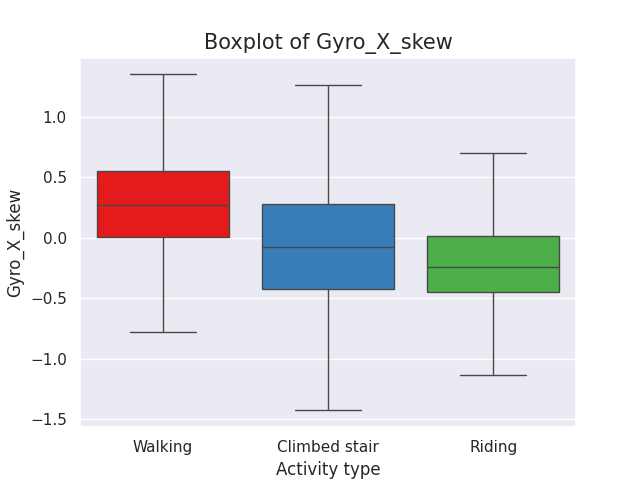 Boxplot of Gyro_X_skew
Gyro_X_skew
1.0
0.5
0.0
−0.5
−1.0
−1.5
Walking
Climbed stair
Riding
Activity type